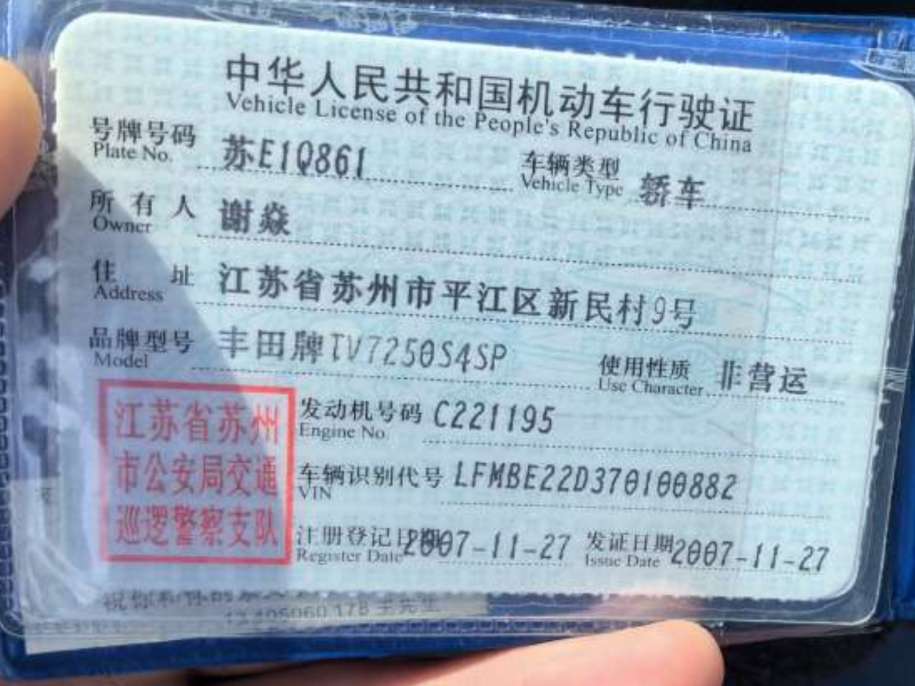 中华人民共和国机动车行驶证
Vehicle License of the People's Republic of China
号牌号码 苏E1Q861 车辆类型 轿车
Plate No. Vehicle Type
所有人 谢焱
Owner
住址 江苏省苏州市平江区新民村9号
Address
品牌型号 丰田牌TV7250S4SP 使用性质 非营运
Model Use Character
发动机号码 C221195
Engine No.
车辆识别代号 LFMBE22D370100882
VIN
注册登记日期 2007-11-27 发证日期 2007-11-27
Register Date Issue Date
江苏省苏州
市公安局交通
巡逻警察支队